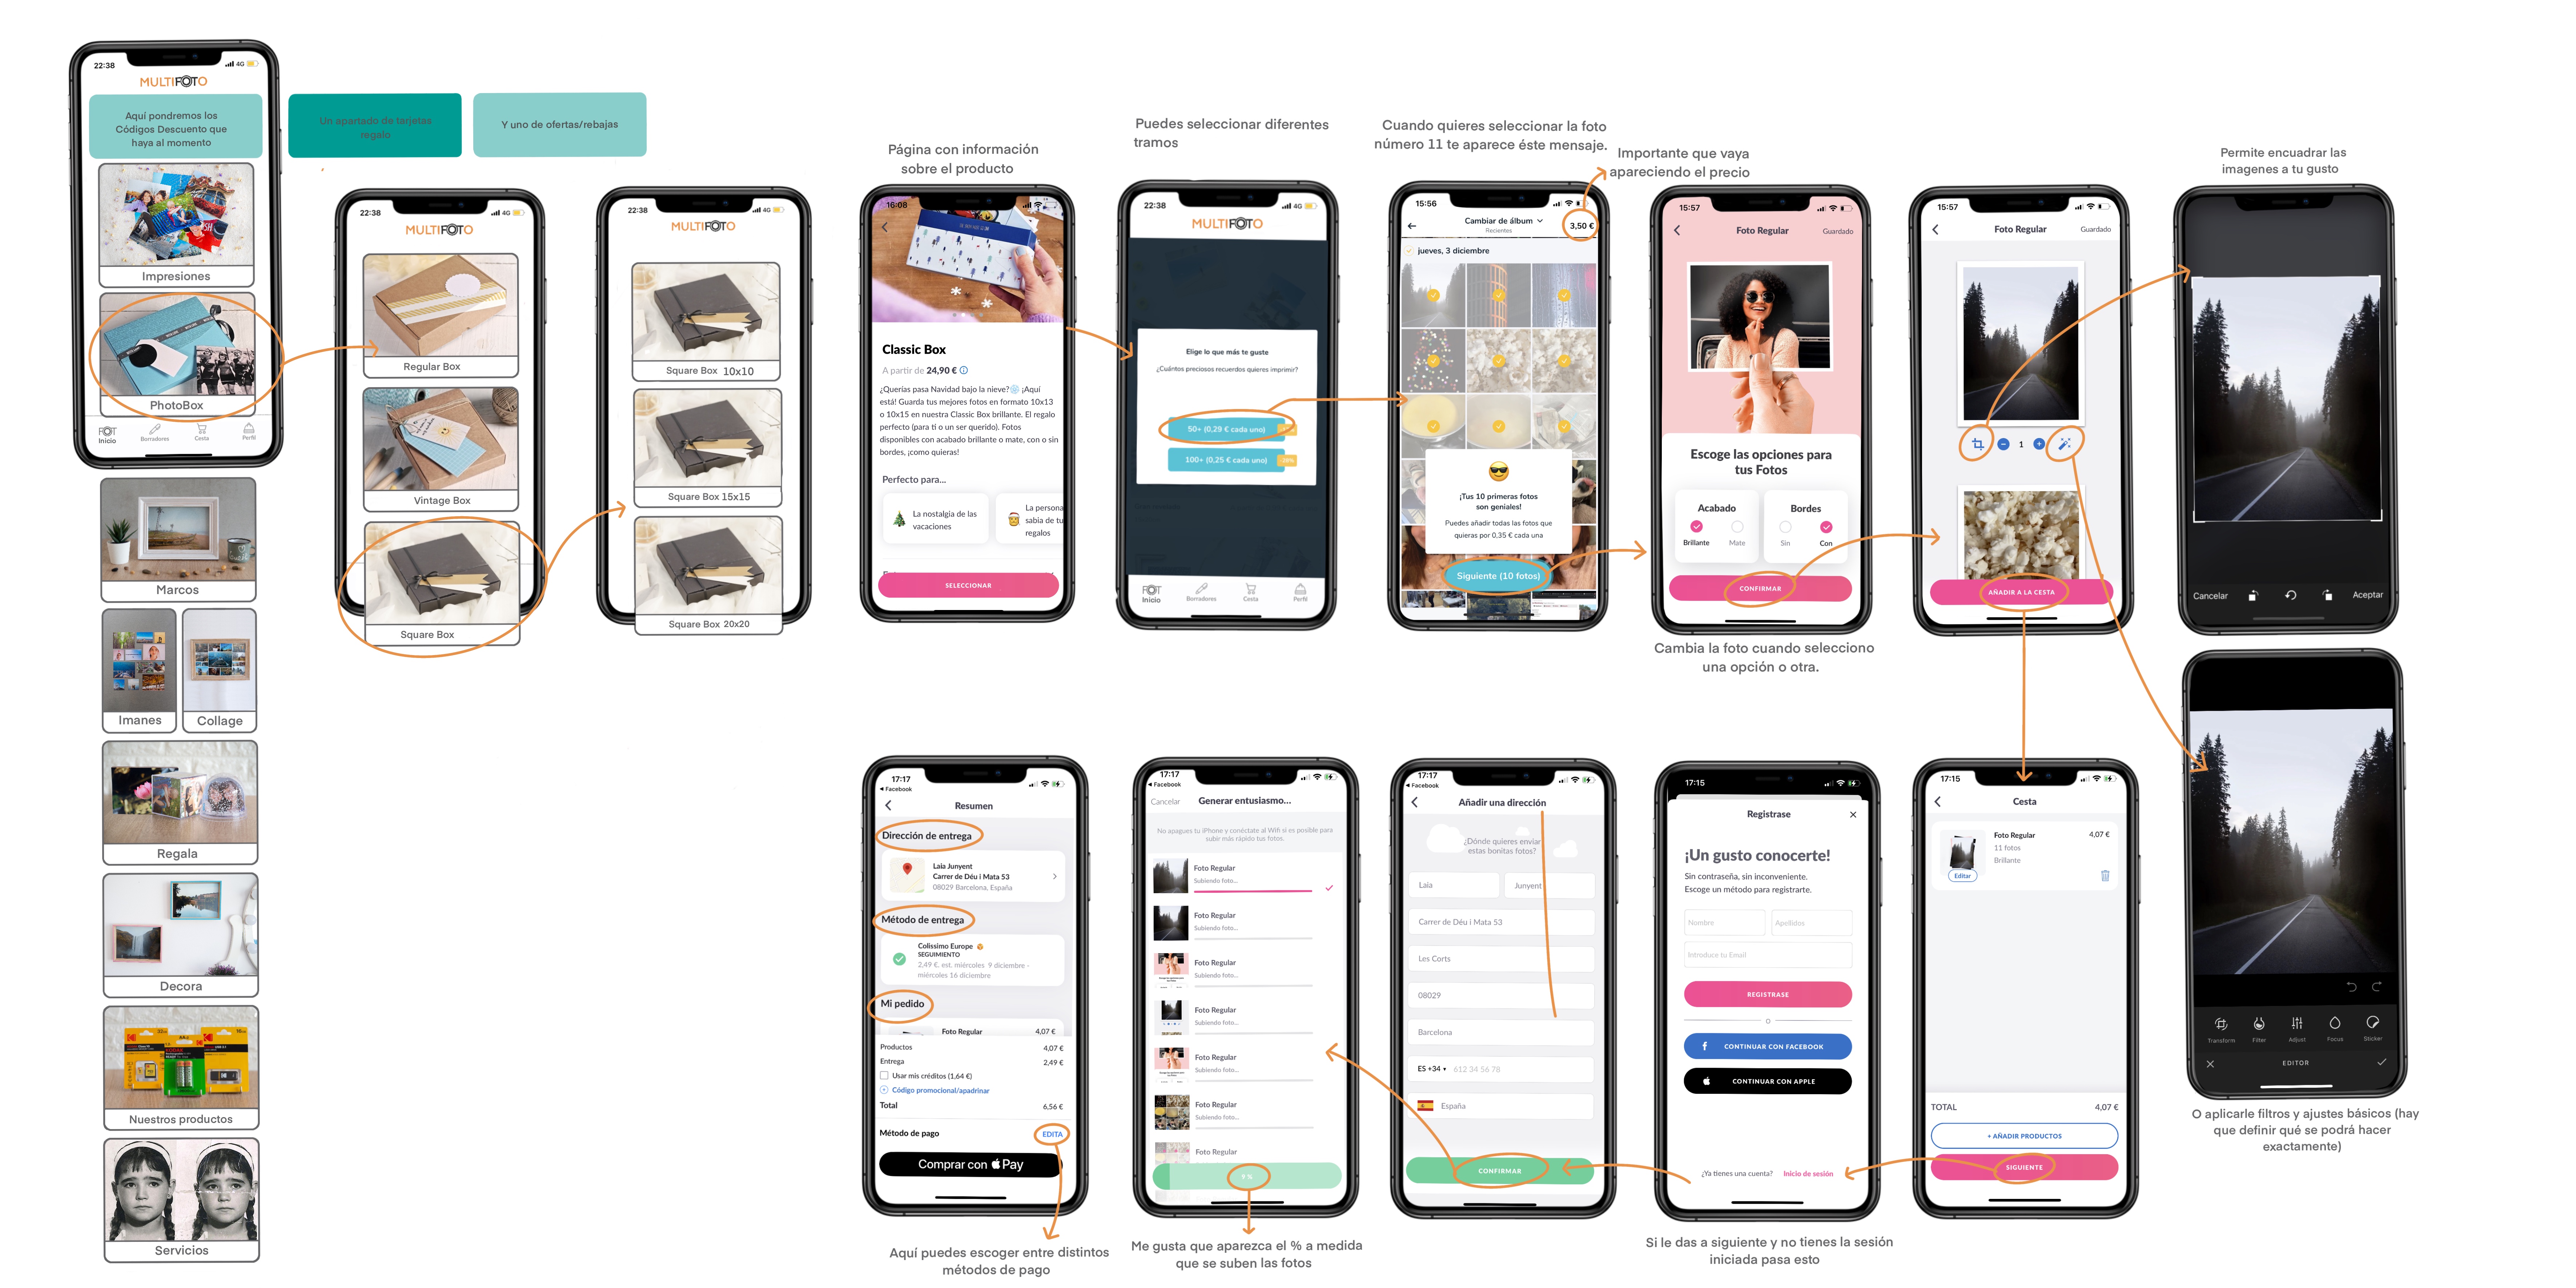 22:38
4G
MULTIFOTO
Aquí pondremos los
Códigos Descuento que
haya al momento
Un apartado de tarjetas
regalo
Y uno de ofertas/rebajas
Impresiones
PhotoBox
FOT
Inicio
Borradores
Cesta
Perfil
Marcos
Imanes
Collage
Regala
Decora
Nuestros productos
Servicios
22:38
4G
MULTIFOTO
Regular Box
Vintage Box
Square Box
22:38
4G
MULTIFOTO
Square Box 10x10
Square Box 15x15
Square Box 20x20
Página con información
sobre el producto
16:08
Classic Box
A partir de 24,90 €
¿Querías pasa Navidad bajo la nieve?❄️ ¡Aquí
está! Guarda tus mejores fotos en formato 10x13
o 10x15 en nuestra Classic Box brillante. El regalo
perfecto (para ti o un ser querido). Fotos
disponibles con acabado brillante o mate, con o sin
bordes, ¡como quieras!
Perfecto para...
La nostalgia de las
vacaciones
La persona
sabia de tu
regalos
SELECCIONAR
Puedes seleccionar diferentes
tramos
22:38
4G
MULTIFOTO
Elige lo que más te guste
¿Cuántos preciosos recuerdos quieres imprimir?
50+ (0,29 € cada uno)
100+ (0,25 € cada uno)
FOT
Inicio
Borradores
Cesta
Perfil
Cuando quieres seleccionar la foto
número 11 te aparece éste mensaje.
15:56
Cambiar de álbum
Recientes
3,50 €
jueves, 3 diciembre
¡Tus 10 primeras fotos
son geniales!
Puedes añadir todas las fotos que
quieras por 0,35 € cada una
Siguiente (10 fotos)
Importante que vaya
apareciendo el precio
15:57
Foto Regular
Guardado
Escoge las opciones para
tus Fotos
Acabado
Bordes
Brillante
Mate
Sin
Con
CONFIRMAR
Cambia la foto cuando selecciono
una opción o otra.
15:57
Foto Regular
Guardado
1
AÑADIR A LA CESTA
Permite encuadrar las
imagenes a tu gusto
Cancelar
Aceptar
Transform
Filter
Adjust
Focus
Sticker
EDITOR
O aplicarle filtros y ajustes básicos (hay
que definir qué se podrá hacer
exactamente)
17:17
Facebook
Resumen
Dirección de entrega
Laia Junyent
Carrer de Déu i Mata 53
08029 Barcelona, España
Método de entrega
Colissimo Europe
SEGUIMIENTO
2,49 €. est. miércoles 9 diciembre -
miércoles 16 diciembre
Mi pedido
Foto Regular
4,07 €
Productos
4,07 €
Entrega
2,49 €
Usar mis créditos (1,64 €)
Código promocional/apadrinar
Total
6,56 €
Método de pago
EDITA
Comprar con Pay
Aquí puedes escoger entre distintos
métodos de pago
17:17
Facebook
Cancelar
Generar entusiasmo...
No apagues tu iPhone y conéctate al Wifi si es posible para
subir más rápido tus fotos.
Foto Regular
Subiendo foto...
Foto Regular
Subiendo foto...
Foto Regular
Subiendo foto...
Foto Regular
Subiendo foto...
Foto Regular
Subiendo foto...
Foto Regular
Subiendo foto...
Foto Regular
9 %
Me gusta que aparezca el % a medida
que se suben las fotos
17:17
Facebook
Añadir una dirección
¿Dónde quieres enviar
estas bonitas fotos?
Laia
Junyent
Carrer de Déu i Mata 53
Les Corts
08029
Barcelona
ES +34
612 34 56 78
España
CONFIRMAR
17:15
Registrase
¡Un gusto conocerte!
Sin contraseña, sin inconveniente.
Escoge un método para registrarte.
Nombre
Apellidos
Introduce tu Email
REGISTRASE
O
CONTINUAR CON FACEBOOK
CONTINUAR CON APPLE
¿Ya tienes una cuenta?
Inicio de sesión
Si le das a siguiente y no tienes la sesión
iniciada pasa esto
17:15
Cesta
Foto Regular
4,07 €
11 fotos
Brillante
Editar
TOTAL
4,07 €
+ AÑADIR PRODUCTOS
SIGUIENTE